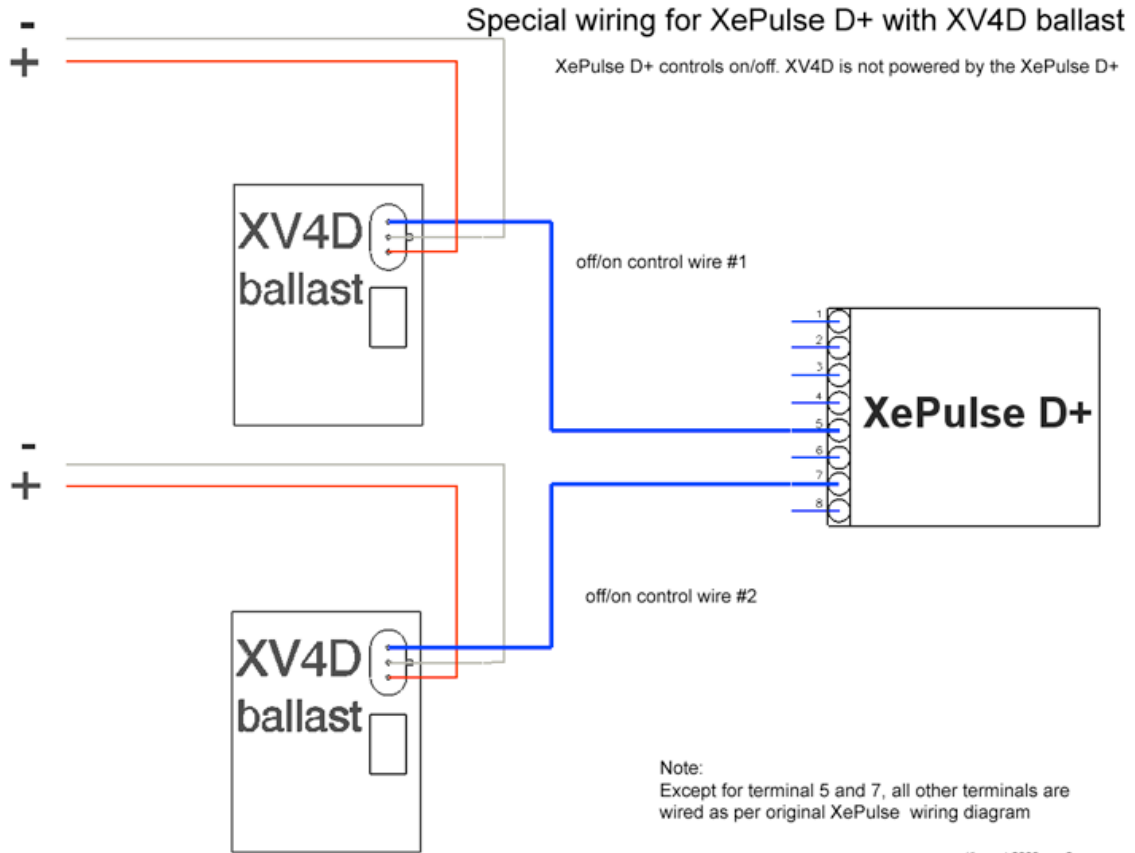 Special wiring for XePulse D+ with XV4D ballast
-
+
XePulse D+ controls on/off. XV4D is not powered by the XePulse D+
XV4D
ballast
off/on control wire #1
1
2
3
4
5
6
7
8
XePulse D+
-
+
off/on control wire #2
XV4D
ballast
Note:
Except for terminal 5 and 7, all other terminals are
wired as per original XePulse wiring diagram